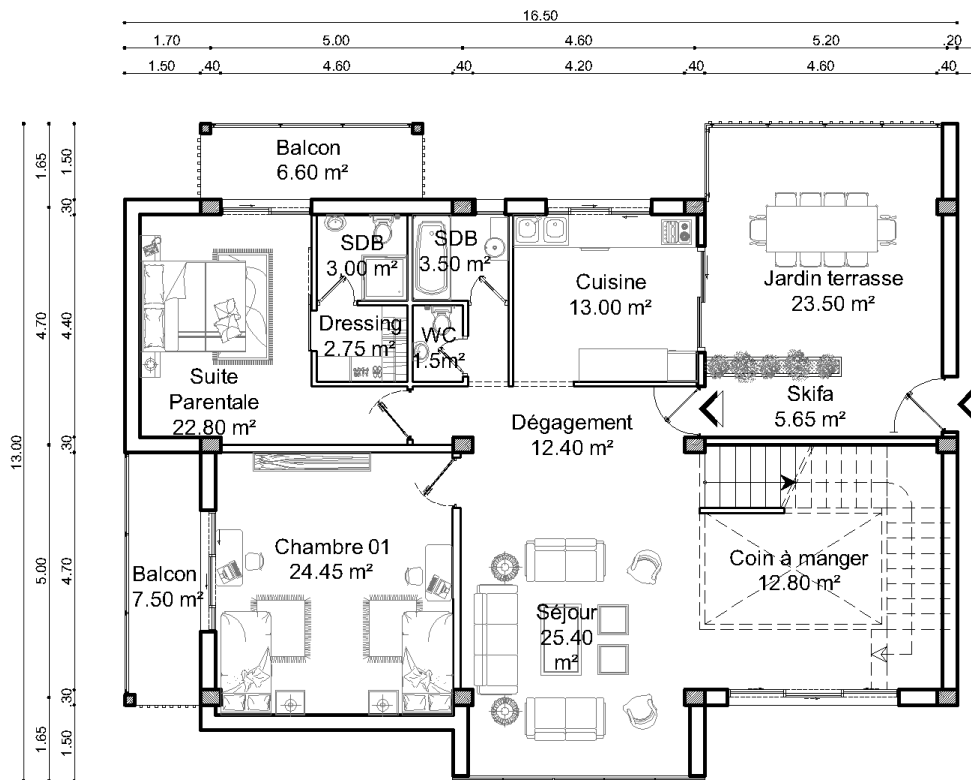 16.50
1.70 5.00 4.60 5.20 .20
1.50 .40 4.60 .40 4.20 .40 4.60 .40
13.00
1.65 4.70 5.00 1.65
1.50 .30 4.40 .30 4.70 .30 1.50
Balcon
6.60 m²
SDB
3.00 m²
SDB
3.50 m²
Cuisine
13.00 m²
Jardin terrasse
23.50 m²
Dressing
2.75 m²
WC
1.5m²
Suite
Parentale
22.80 m²
Skifa
5.65 m²
Dégagement
12.40 m²
Chambre 01
24.45 m²
Balcon
7.50 m²
Coin à manger
12.80 m²
Séjour
25.40
m²